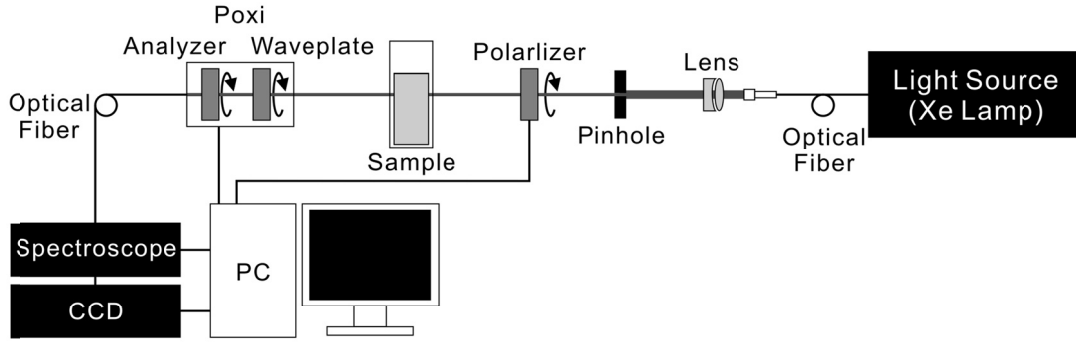 Poxi
Analyzer Waveplate
Polarlizer
Lens
Light Source
(Xe Lamp)
Optical
Fiber
Sample
Pinhole
Optical
Fiber
Spectroscope
PC
CCD